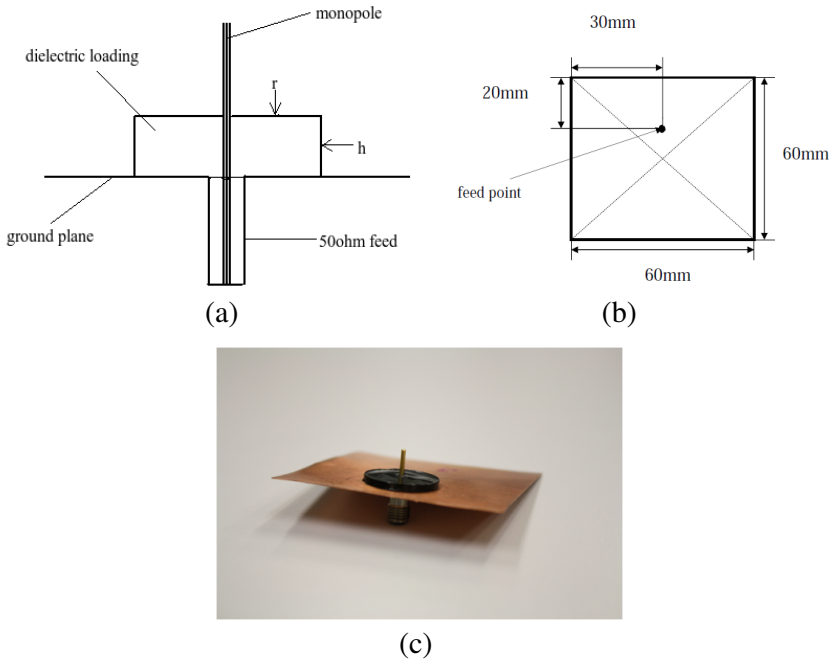 monopole
dielectric loading
r
h
ground plane
50ohm feed
(a)
30mm
20mm
feed point
60mm
60mm
(b)
(c)